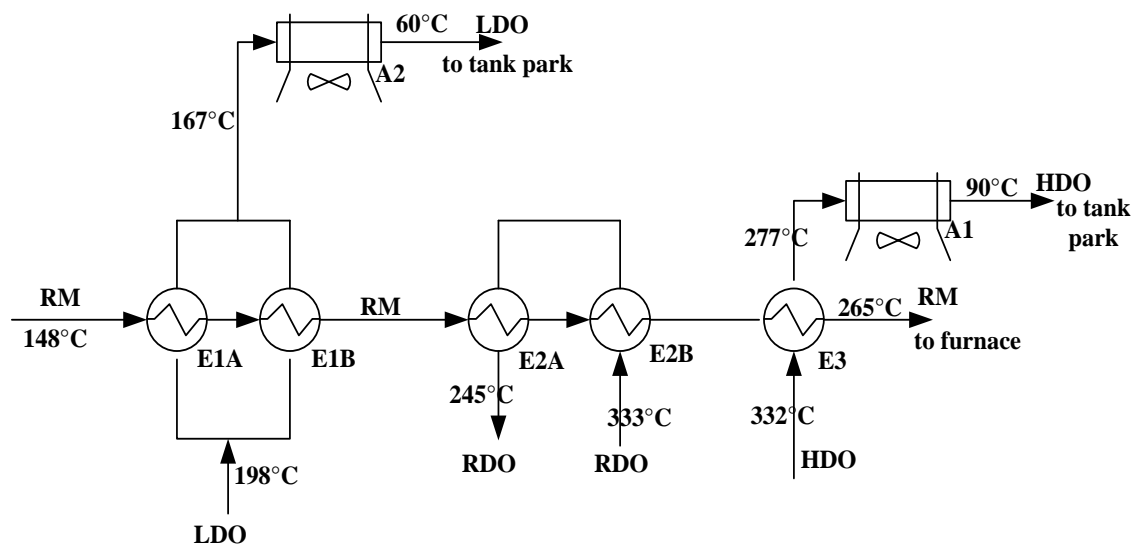 60°C
LDO
to tank park
A2
167°C
90°C
HDO
to tank
park
A1
277°C
RM
148°C
E1A
E1B
RM
E2A
E2B
E3
265°C
RM
to furnace
245°C
RDO
333°C
RDO
332°C
HDO
198°C
LDO